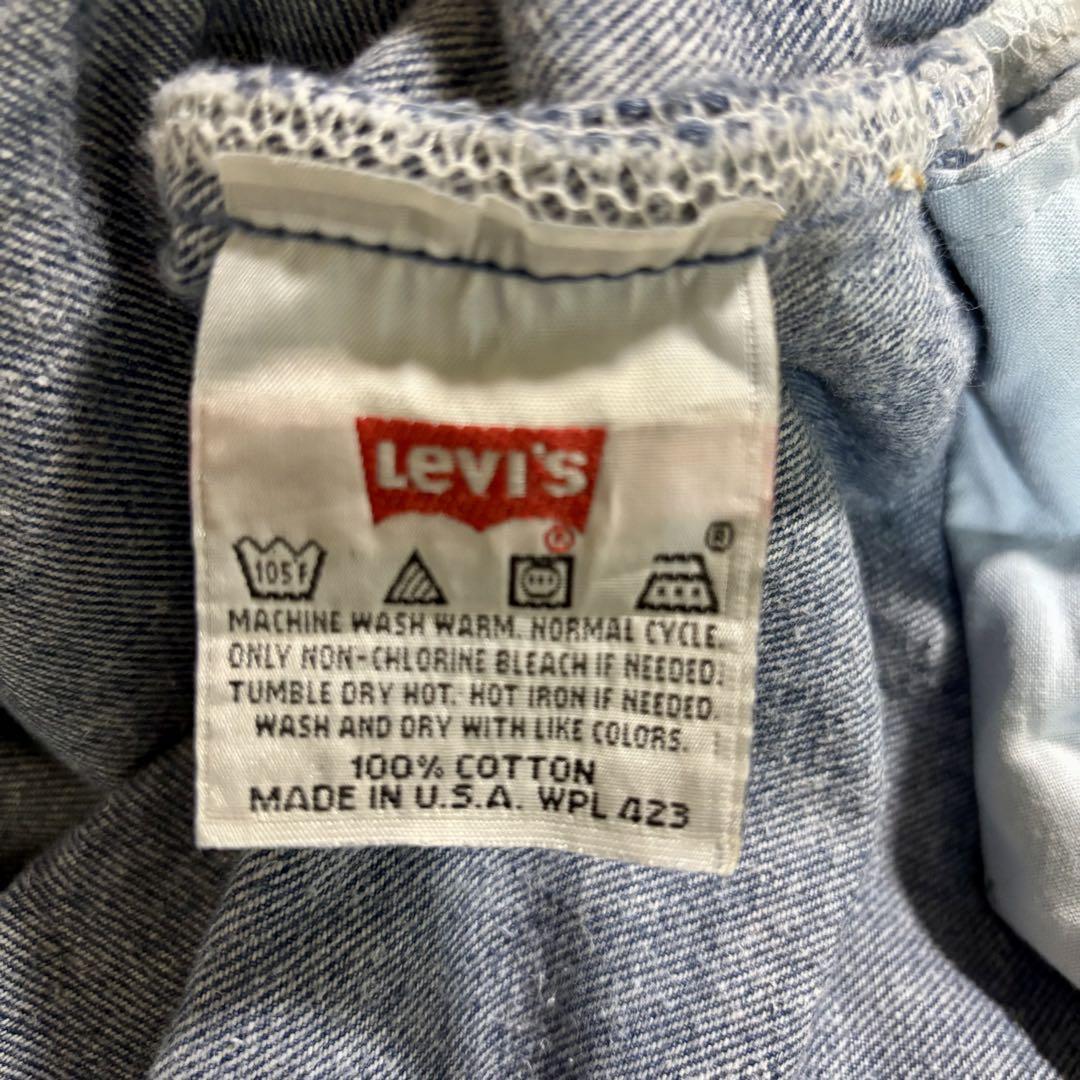 Levi's
®
105F ®
MACHINE WASH WARM. NORMAL CYCLE.
ONLY NON-CHLORINE BLEACH IF NEEDED.
TUMBLE DRY HOT. HOT IRON IF NEEDED.
WASH AND DRY WITH LIKE COLORS.
100% COTTON
MADE IN U.S.A. WPL 423